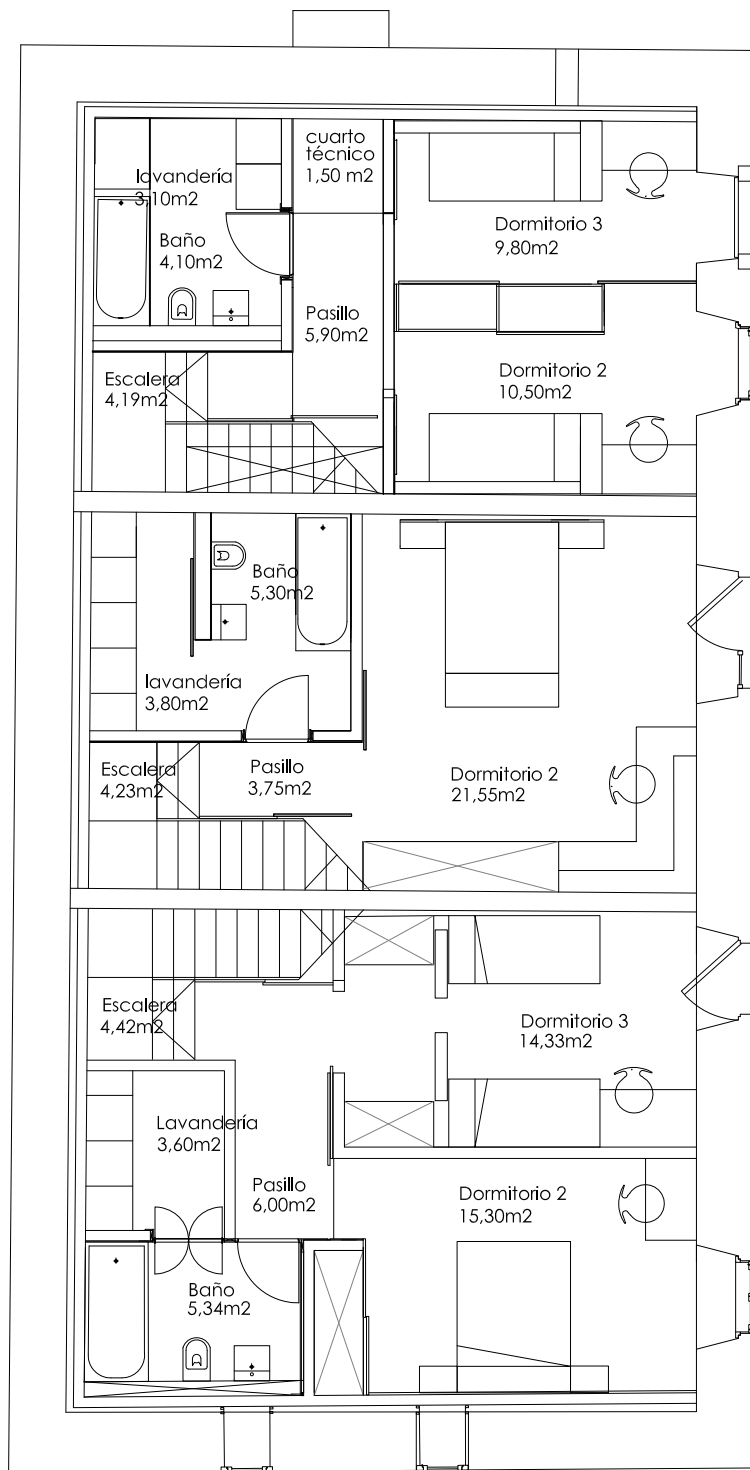 cuarto
técnico
1,50 m2
lavandería
3,10m2
Baño
4,10m2
Dormitorio 3
9,80m2
Pasillo
5,90m2
Escalera
4,19m2
Dormitorio 2
10,50m2
Baño
5,30m2
lavandería
3,80m2
Escalera
4,23m2
Pasillo
3,75m2
Dormitorio 2
21,55m2
Escalera
4,42m2
Dormitorio 3
14,33m2
Lavandería
3,60m2
Pasillo
6,00m2
Dormitorio 2
15,30m2
Baño
5,34m2